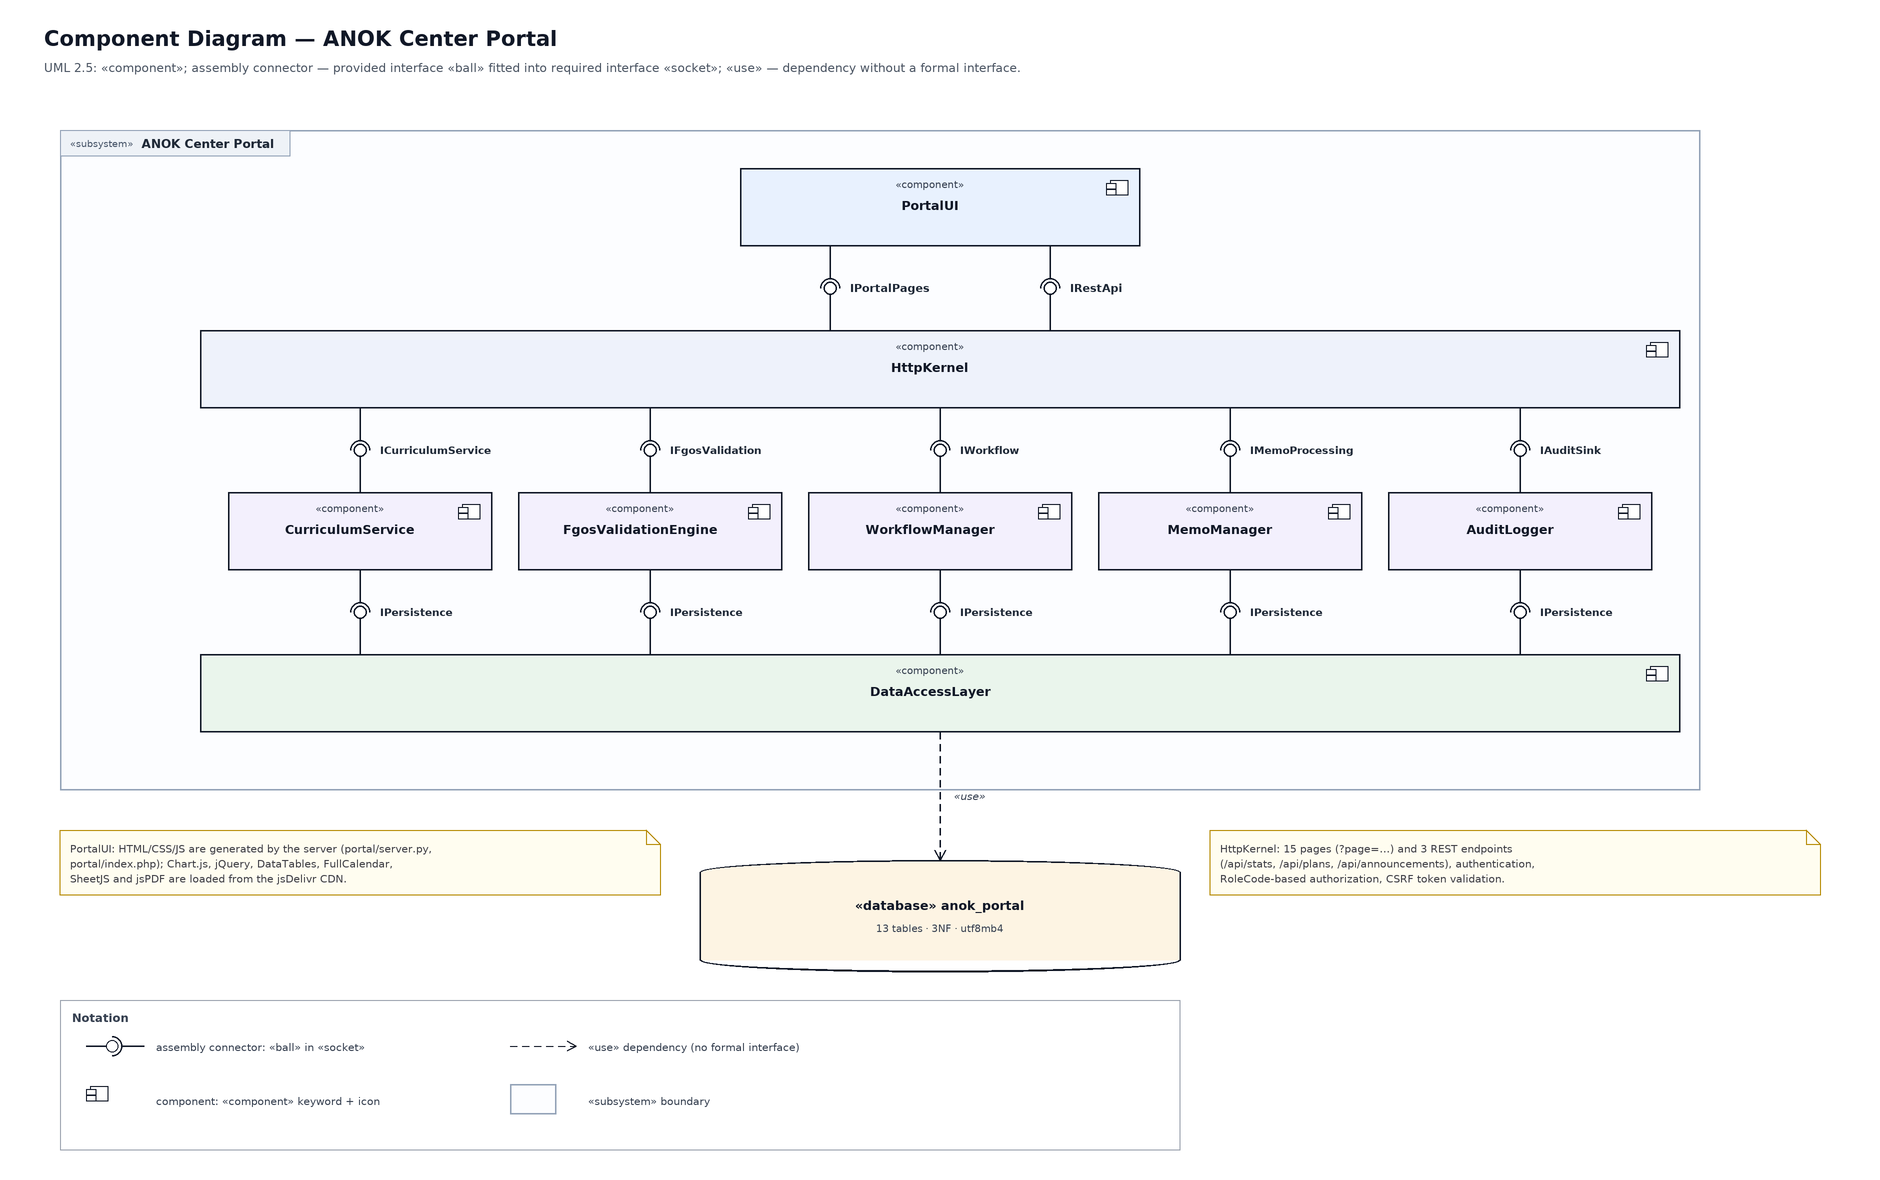 Component Diagram — ANOK Center Portal
UML 2.5: «component»; assembly connector — provided interface «ball» fitted into required interface «socket»; «use» — dependency without a formal interface.
«subsystem» ANOK Center Portal
«component»
PortalUI
IPortalPages
IRestApi
«component»
HttpKernel
ICurriculumService
IFgosValidation
IWorkflow
IMemoProcessing
IAuditSink
«component»
CurriculumService
«component»
FgosValidationEngine
«component»
WorkflowManager
«component»
MemoManager
«component»
AuditLogger
IPersistence
IPersistence
IPersistence
IPersistence
IPersistence
«component»
DataAccessLayer
«use»
PortalUI: HTML/CSS/JS are generated by the server (portal/server.py,
portal/index.php); Chart.js, jQuery, DataTables, FullCalendar,
SheetJS and jsPDF are loaded from the jsDelivr CDN.
HttpKernel: 15 pages (?page=...) and 3 REST endpoints
(/api/stats, /api/plans, /api/announcements), authentication,
RoleCode-based authorization, CSRF token validation.
«database» anok_portal
13 tables · 3NF · utf8mb4
Notation
assembly connector: «ball» in «socket»
«use» dependency (no formal interface)
component: «component» keyword + icon
«subsystem» boundary